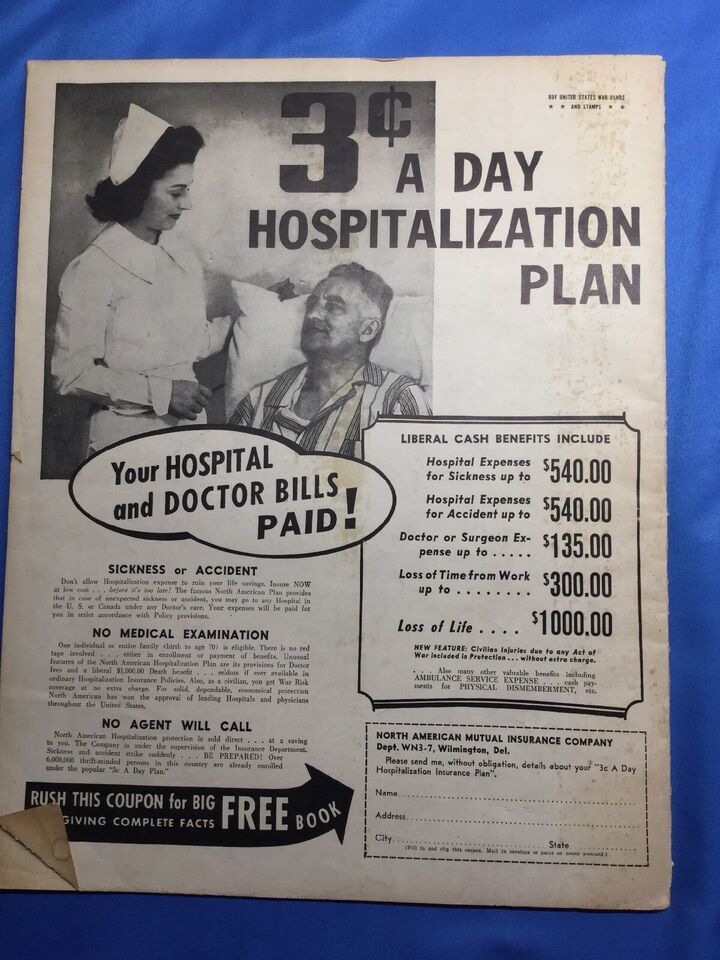 BUY UNITED STATES WAR BONDS
★ ★ AND STAMPS ★ ★
3¢
A DAY
HOSPITALIZATION
PLAN
Your HOSPITAL
and DOCTOR BILLS
PAID!
SICKNESS or ACCIDENT
Don't allow Hospitalization expense to ruin your life savings. Insure NOW
at low cost . . . before it's too late! The famous North American Plan provides
that in case of unexpected sickness or accident, you may go to any Hospital in
the U. S. or Canada under any Doctor's care. Your expenses will be paid for
you in strict accordance with Policy provisions.
NO MEDICAL EXAMINATION
One individual or entire family (birth to age 70) is eligible. There is no red
tape involved . . . either in enrollment or payment of benefits. Unusual
features of the North American Hospitalization Plan are its provisions for Doctor
fees and a liberal $1,000.00 Death benefit . . . seldom if ever available in
ordinary Hospitalization Insurance Policies. Also, as a civilian, you get War Risk
coverage at no extra charge. For solid, dependable, economical protection
North American has won the approval of leading Hospitals and physicians
throughout the United States.
NO AGENT WILL CALL
North American Hospitalization protection is sold direct . . . at a saving
to you. The Company is under the supervision of the Insurance Department.
Sickness and accident strike suddenly . . . BE PREPARED! Over
6,000,000 thrift-minded persons in this country are already enrolled
under the popular "3c A Day Plan."
RUSH THIS COUPON for BIG
GIVING COMPLETE FACTS
FREE BOOK
LIBERAL CASH BENEFITS INCLUDE
Hospital Expenses
for Sickness up to $540.00
Hospital Expenses
for Accident up to $540.00
Doctor or Surgeon Ex-
pense up to . . . . . $135.00
Loss of Time from Work
up to . . . . . . . . $300.00
Loss of Life . . . . $1000.00
NEW FEATURE: Civilian Injuries due to any Act of
War included in Protection . . . without extra charge.
. . . Also many other valuable benefits including
AMBULANCE SERVICE EXPENSE . . . cash pay-
ments for PHYSICAL DISMEMBERMENT, etc.
NORTH AMERICAN MUTUAL INSURANCE COMPANY
Dept. WN3-7, Wilmington, Del.
Please send me, without obligation, details about your "3c A Day
Hospitalization Insurance Plan".
Name
Address
City State
(Fill in and clip this coupon. Mail in envelope or paste on penny postcard.)